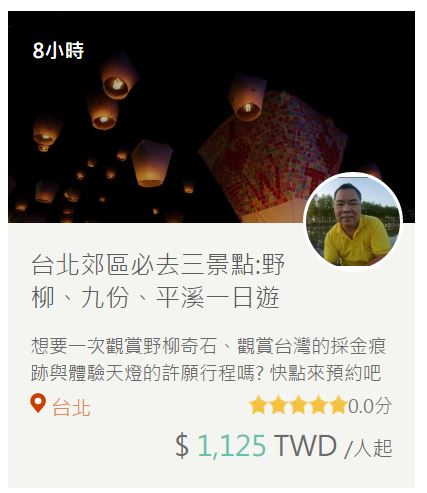 8小時
台北郊區必去三景點:野
柳、九份、平溪一日遊
想要一次觀賞野柳奇石、觀賞台灣的採金痕
跡與體驗天燈的許願行程嗎? 快點來預約吧
台北 0.0分
$ 1,125 TWD /人起